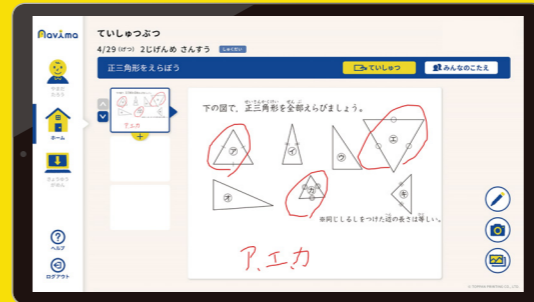 navima
ていしゅつぶつ
4/29(げつ) 2じげんめ さんすう しゅくだい
正三角形をえらぼう
ていしゅつ
みんなのこたえ
ホーム
ヘルプ
ログアウト
下の図で、正三角形を全部えらびましょう。
ア
イ
ウ
エ
オ
カ
キ
※同じしるしをつけた辺の長さは等しい。
ア、エ、カ